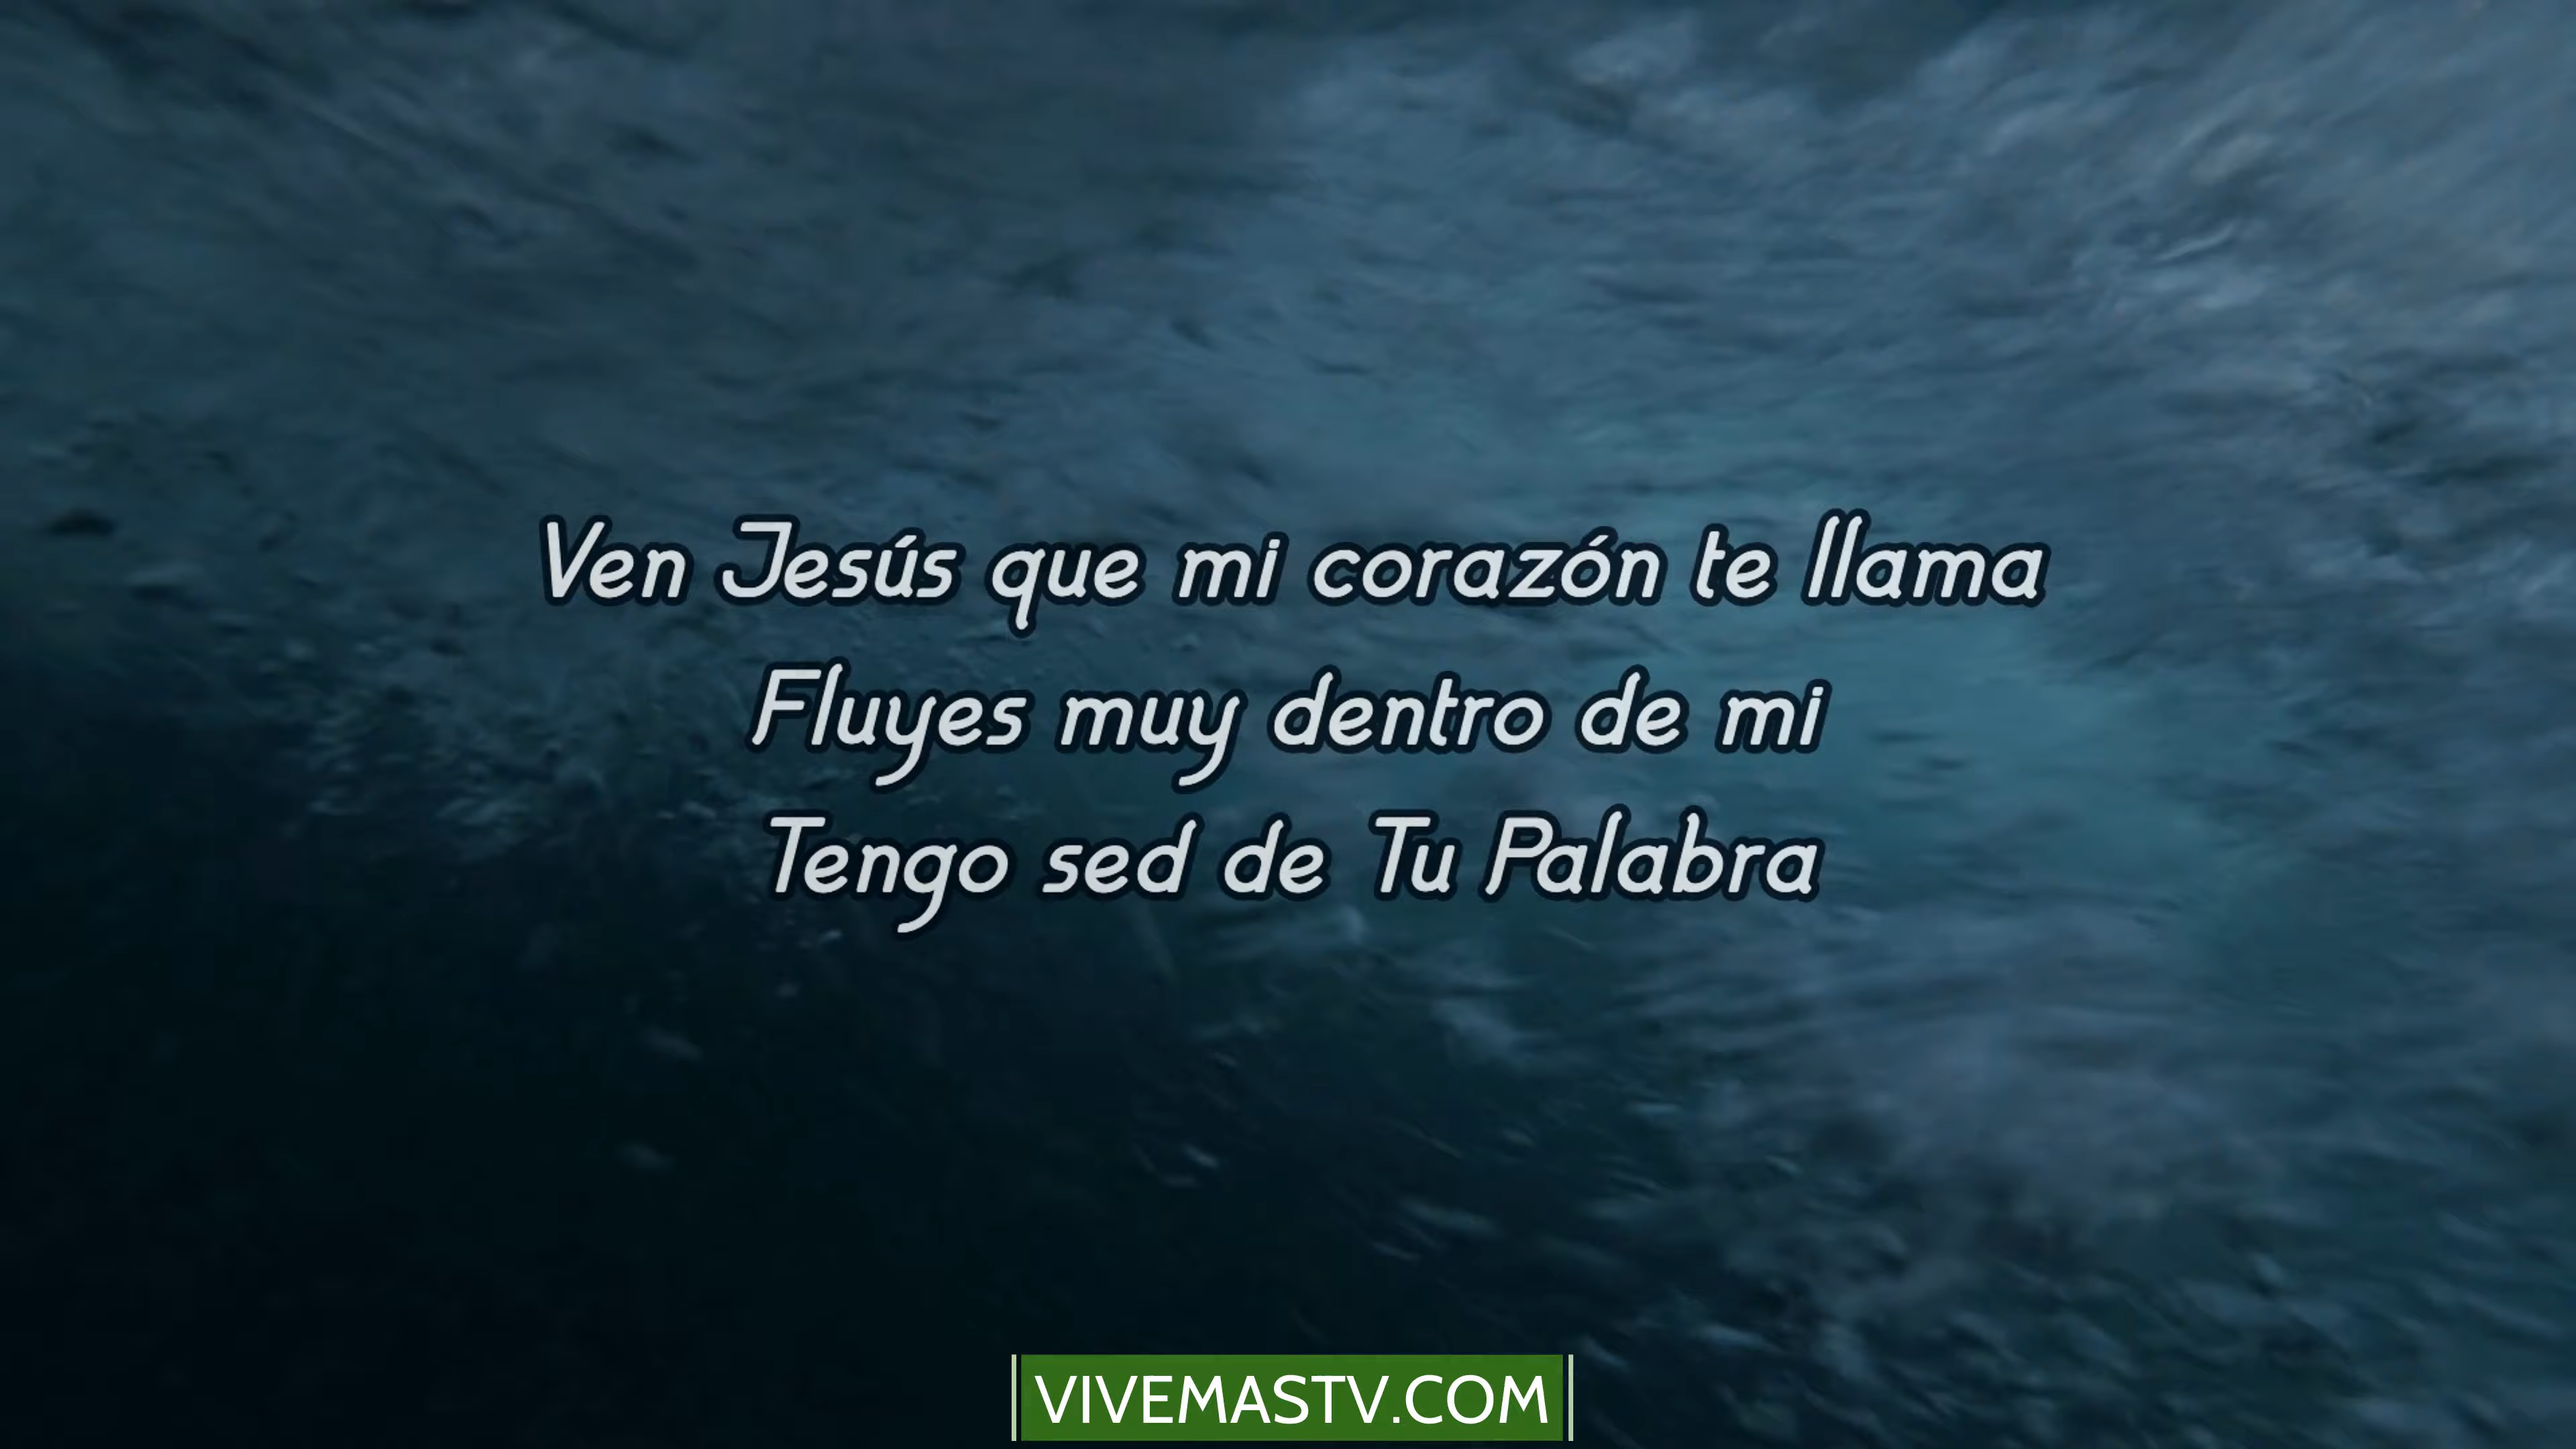 Ven Jesús que mi corazón te llama
Fluyes muy dentro de mi
Tengo sed de Tu Palabra
VIVEMASTV.COM